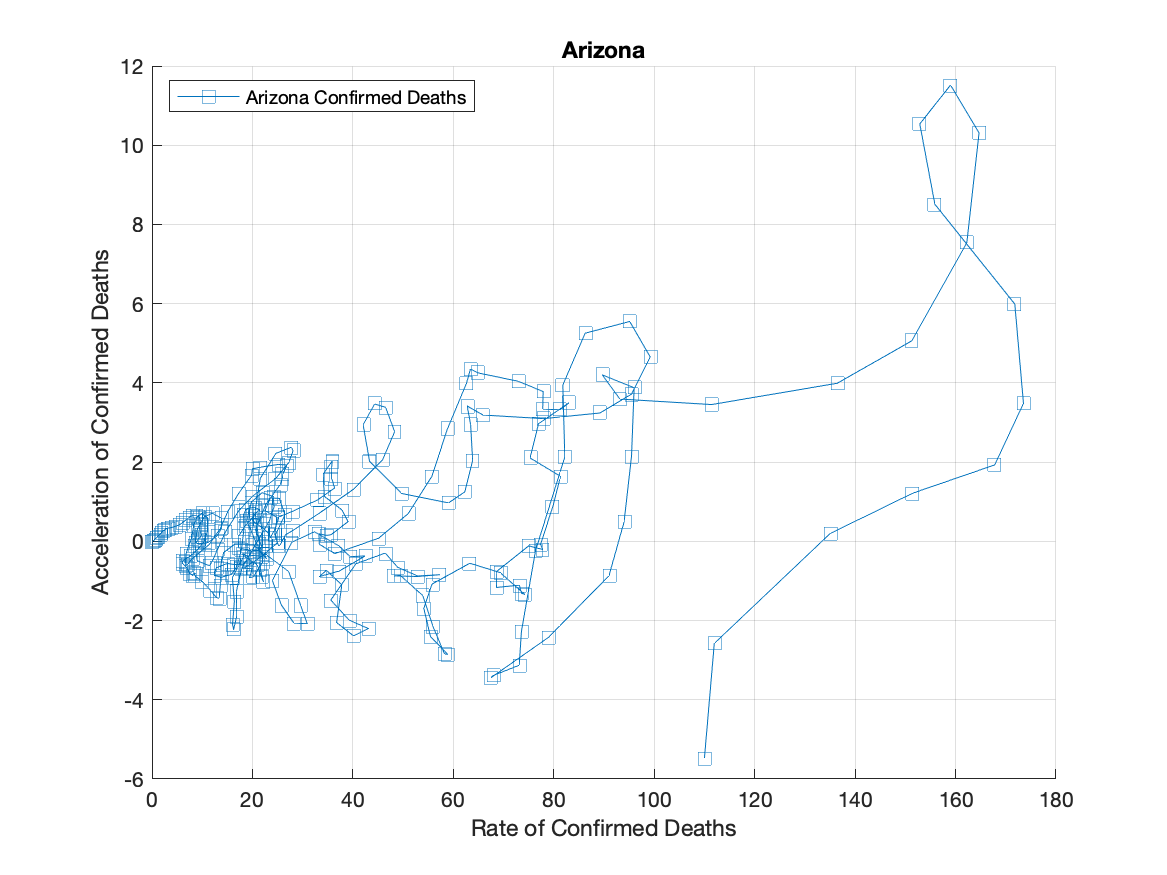 Arizona
Arizona Confirmed Deaths
12
10
8
6
4
2
0
-2
-4
-6
Acceleration of Confirmed Deaths
0 20 40 60 80 100 120 140 160 180
Rate of Confirmed Deaths